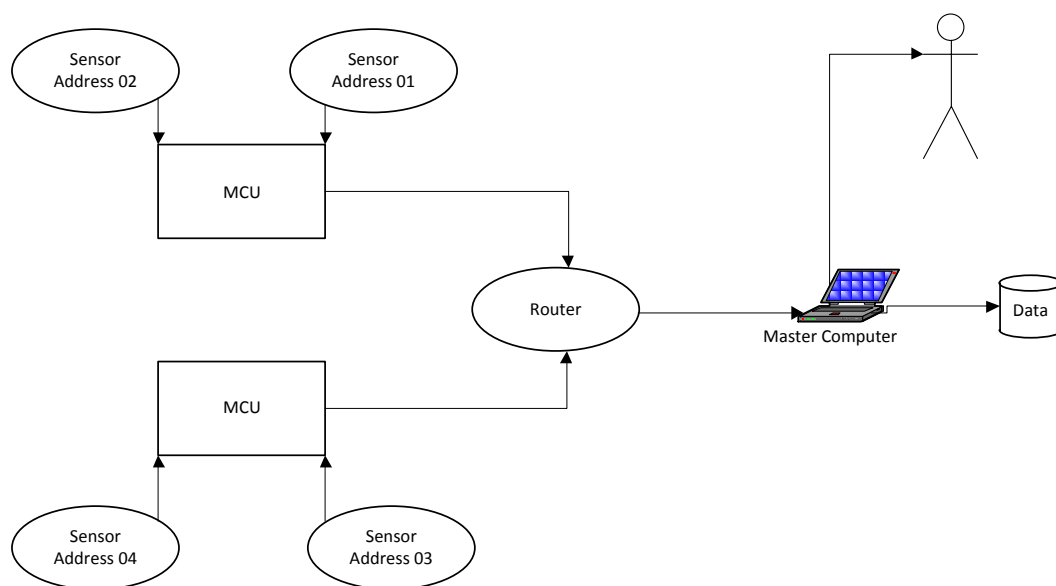 Sensor
Address 02
Sensor
Address 01
MCU
Router
Master Computer
Data
MCU
Sensor
Address 04
Sensor
Address 03